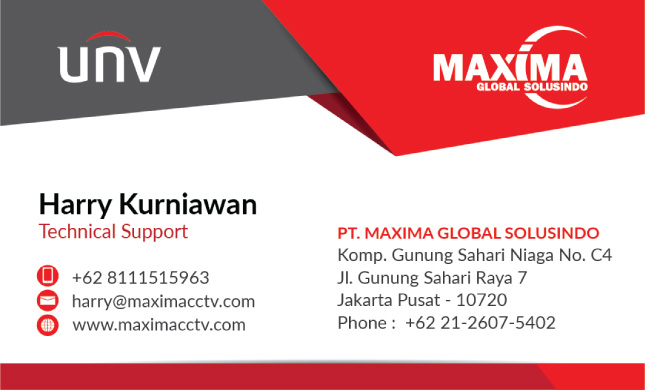 unv
MAXIMA
GLOBAL SOLUSINDO
Harry Kurniawan
Technical Support
+62 8111515963
harry@maximacctv.com
www.maximacctv.com
PT. MAXIMA GLOBAL SOLUSINDO
Komp. Gunung Sahari Niaga No. C4
Jl. Gunung Sahari Raya 7
Jakarta Pusat - 10720
Phone : +62 21-2607-5402